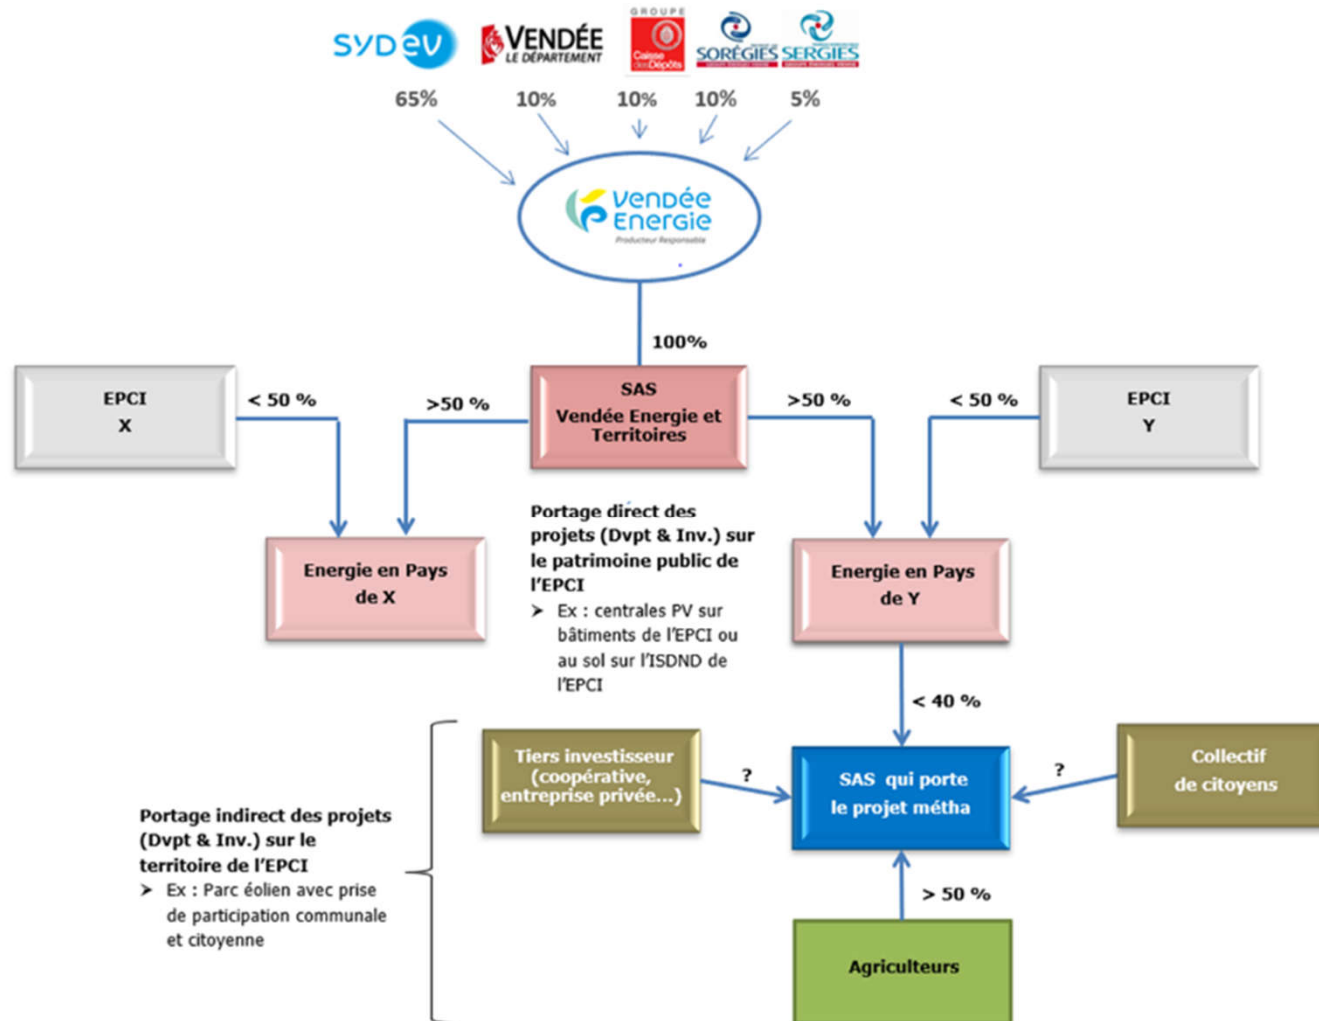 SYDEV
VENDÉE
LE DÉPARTEMENT
GROUPE
Caisse
des Dépôts
SORÉGIES
SERGIES
65%
10%
10%
10%
5%
Vendée
Energie
Producteur Responsable
100%
EPCI
X
< 50 %
>50 %
SAS
Vendée Energie et
Territoires
>50 %
< 50 %
EPCI
Y
Energie en Pays
de X
Portage direct des
projets (Dvpt & Inv.) sur
le patrimoine public de
l'EPCI
➤ Ex : centrales PV sur
bâtiments de l'EPCI ou
au sol sur l'ISDND de
l'EPCI
Energie en Pays
de Y
< 40 %
Tiers investisseur
(coopérative,
entreprise privée...)
?
SAS qui porte
le projet métha
?
Collectif
de citoyens
Portage indirect des projets
(Dvpt & Inv.) sur le
territoire de l'EPCI
➤ Ex : Parc éolien avec prise
de participation communale
et citoyenne
> 50 %
Agriculteurs